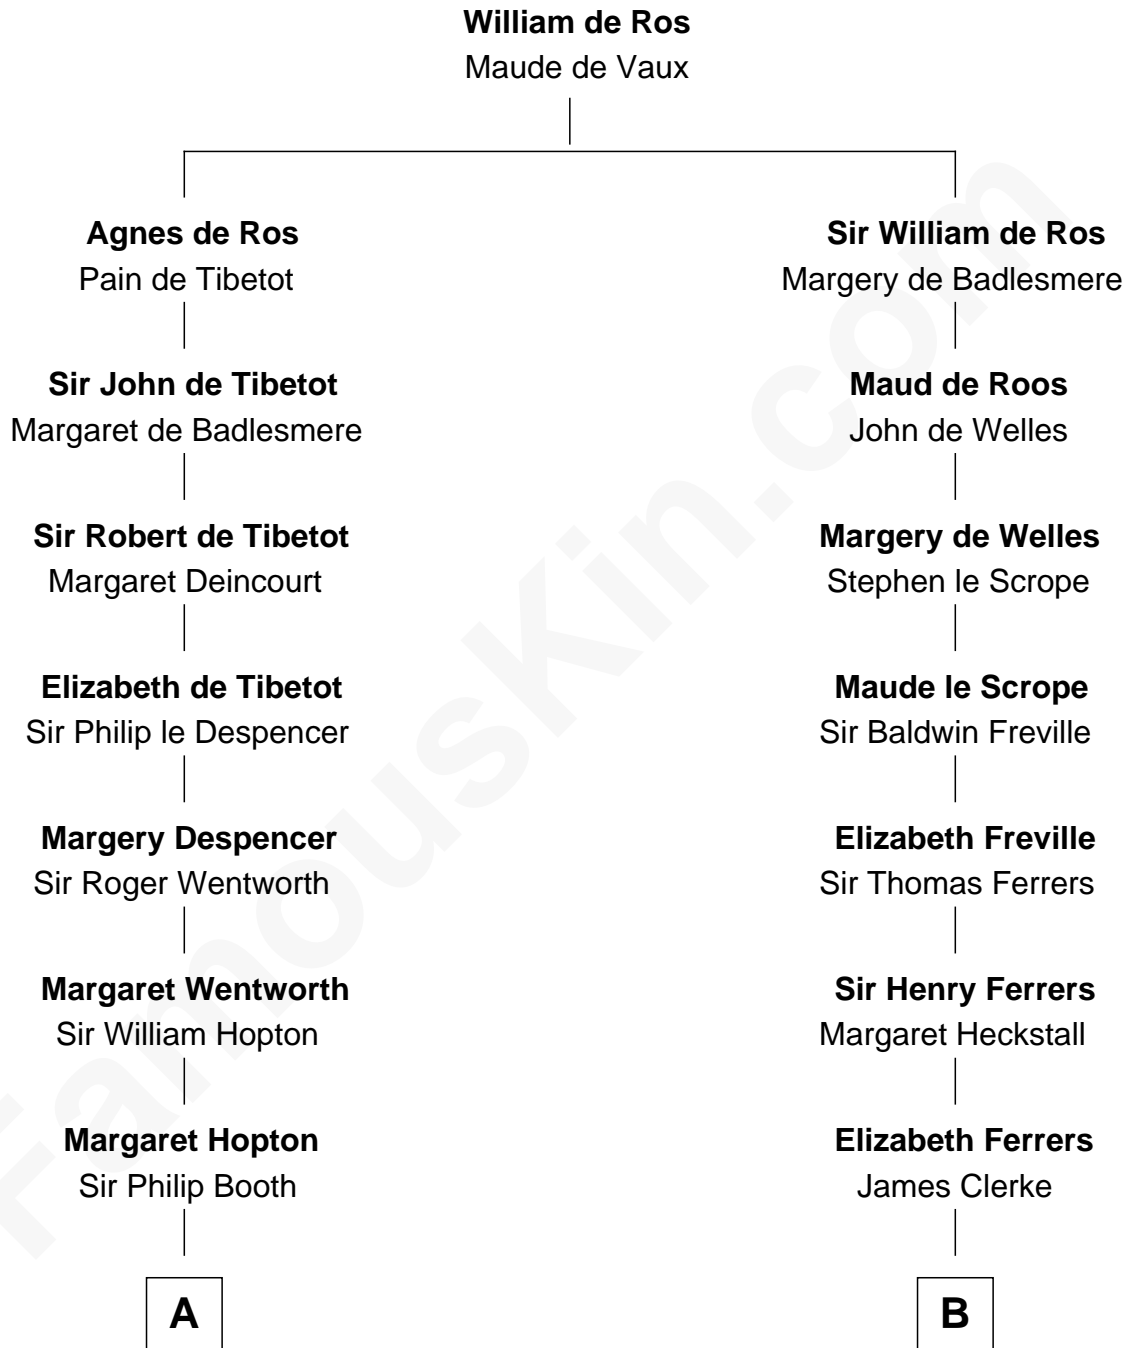 William de Ros
Maude de Vaux
Agnes de Ros
Pain de Tibetot
Sir William de Ros
Margery de Badlesmere
Sir John de Tibetot
Margaret de Badlesmere
Maud de Roos
John de Welles
Sir Robert de Tibetot
Margaret Deincourt
Margery de Welles
Stephen le Scrope
Elizabeth de Tibetot
Sir Philip le Despencer
Maude le Scrope
Sir Baldwin Freville
Margery Despencer
Sir Roger Wentworth
Elizabeth Freville
Sir Thomas Ferrers
Margaret Wentworth
Sir William Hopton
Sir Henry Ferrers
Margaret Heckstall
Margaret Hopton
Sir Philip Booth
Elizabeth Ferrers
James Clerke
A
B
FamousKin.com